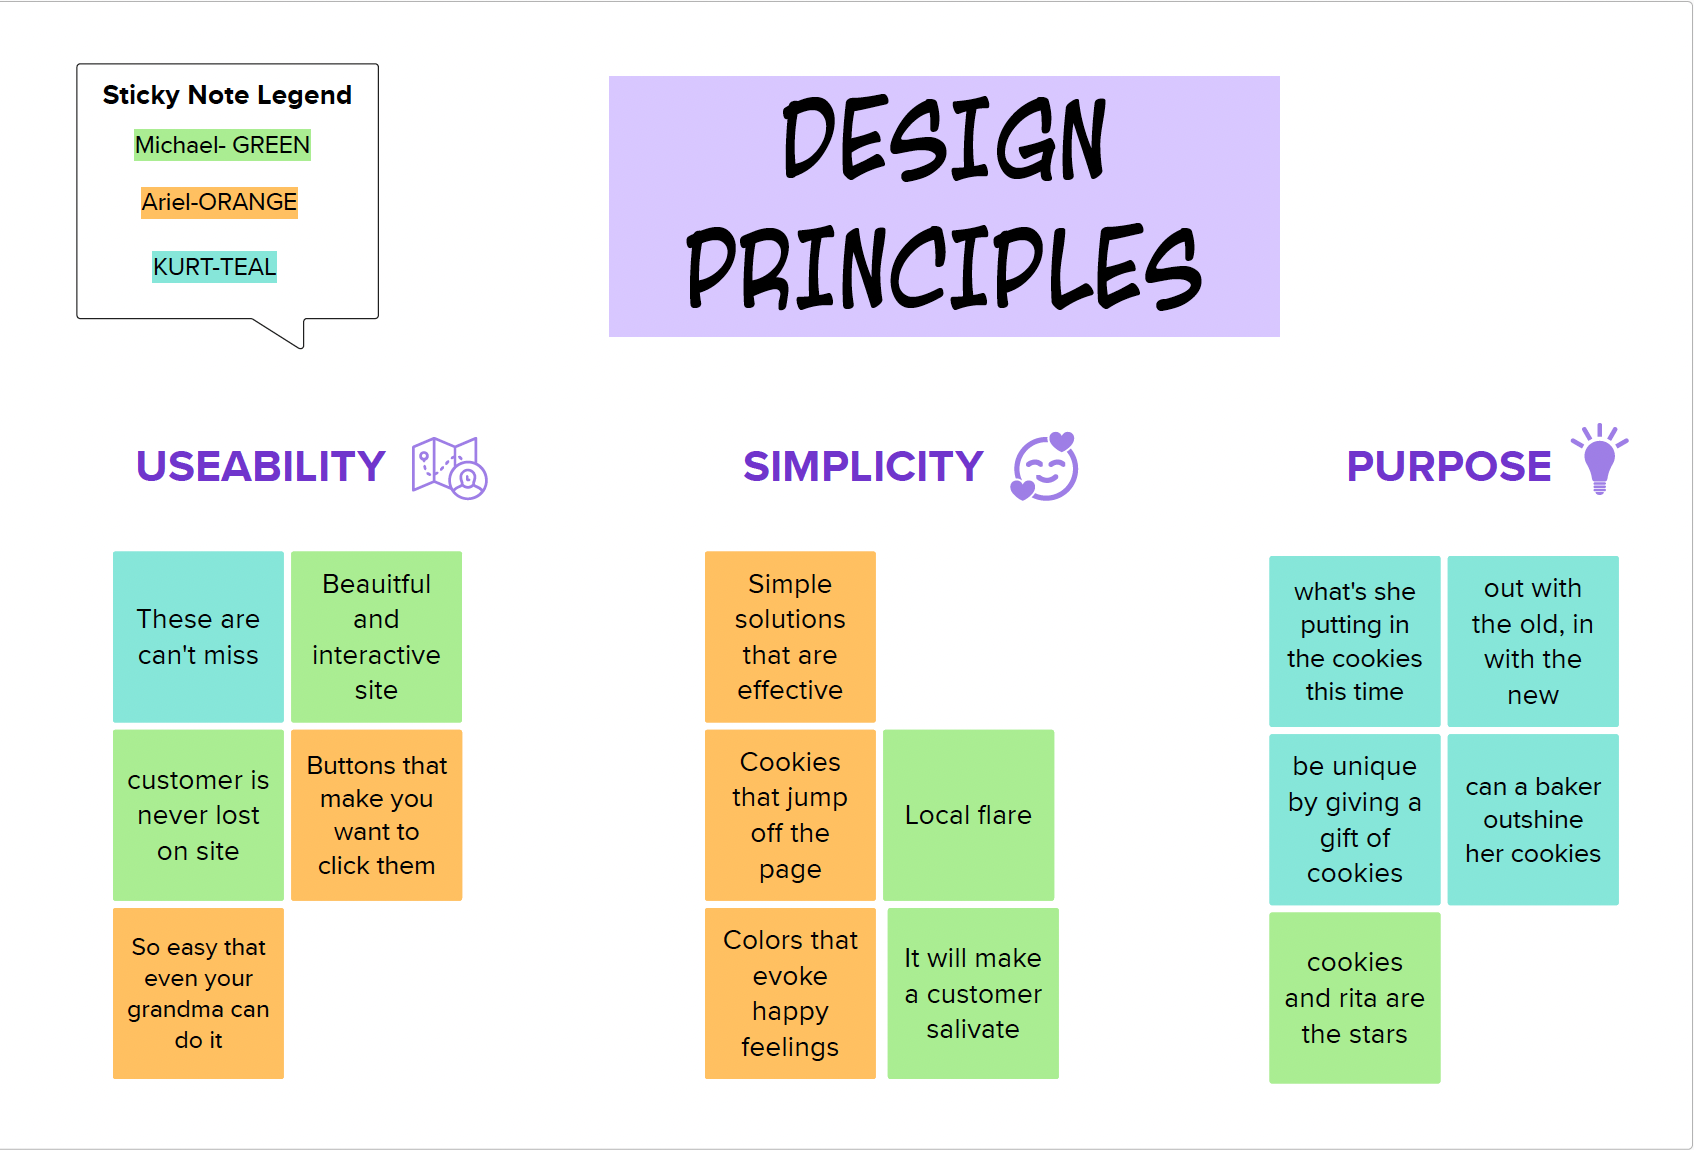 Sticky Note Legend
Michael- GREEN
Ariel-ORANGE
KURT-TEAL
DESIGN
PRINCIPLES
USEABILITY
These are
can't miss
Beauitful
and
interactive
site
customer is
never lost
on site
Buttons that
make you
want to
click them
So easy that
even your
grandma can
do it
SIMPLICITY
Simple
solutions
that are
effective
Cookies
that jump
off the
page
Local flare
Colors that
evoke
happy
feelings
It will make
a customer
salivate
PURPOSE
what's she
putting in
the cookies
this time
out with
the old, in
with the
new
be unique
by giving a
gift of
cookies
can a baker
outshine
her cookies
cookies
and rita are
the stars